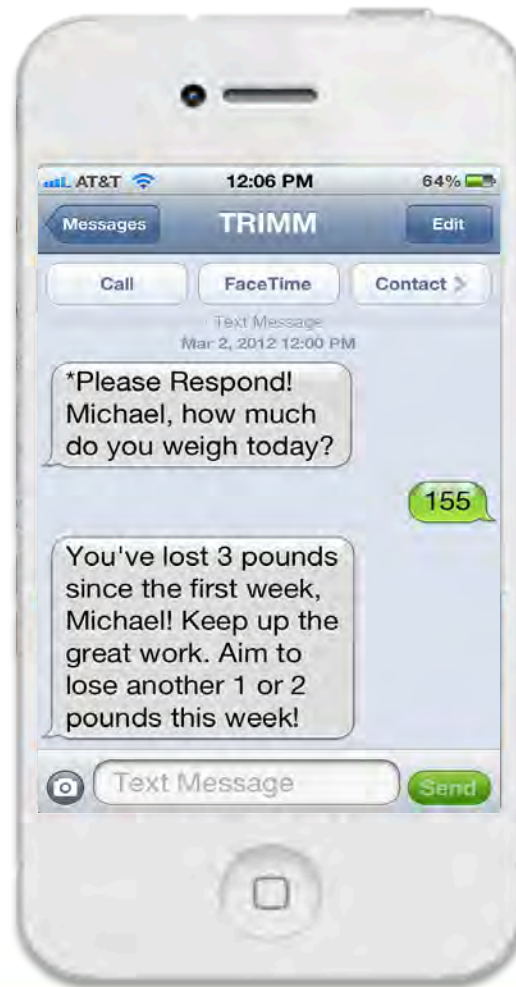 AT&T 12:06 PM 64%
Messages TRIMM Edit
Call FaceTime Contact
Text Message
Mar 2, 2012 12:00 PM
*Please Respond!
Michael, how much
do you weigh today?
155
You've lost 3 pounds
since the first week,
Michael! Keep up the
great work. Aim to
lose another 1 or 2
pounds this week!
Text Message Send